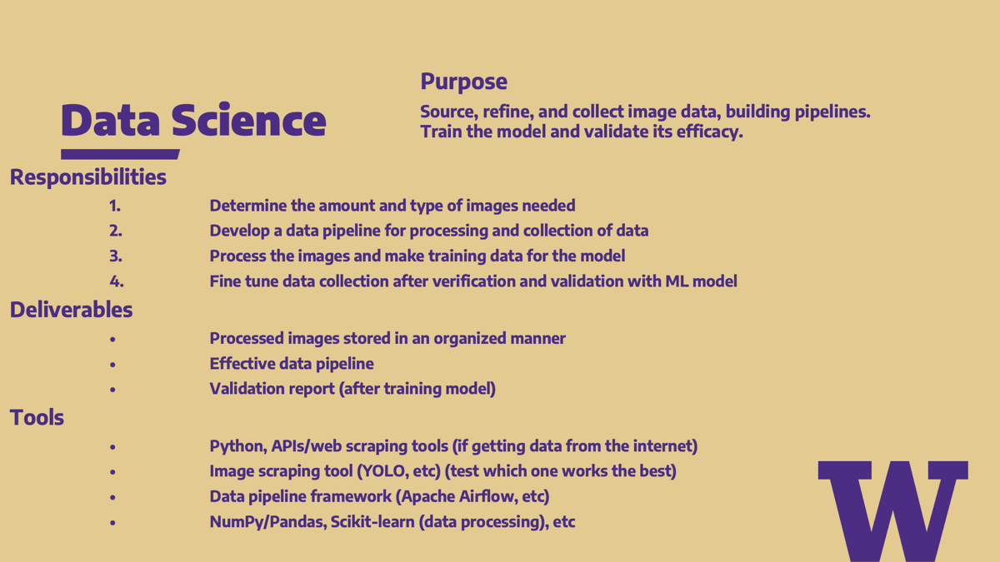 Data Science
Purpose
Source, refine, and collect image data, building pipelines.
Train the model and validate its efficacy.
Responsibilities
1. Determine the amount and type of images needed
2. Develop a data pipeline for processing and collection of data
3. Process the images and make training data for the model
4. Fine tune data collection after verification and validation with ML model
Deliverables
• Processed images stored in an organized manner
• Effective data pipeline
• Validation report (after training model)
Tools
• Python, APIs/web scraping tools (if getting data from the internet)
• Image scraping tool (YOLO, etc) (test which one works the best)
• Data pipeline framework (Apache Airflow, etc)
• NumPy/Pandas, Scikit-learn (data processing), etc
W